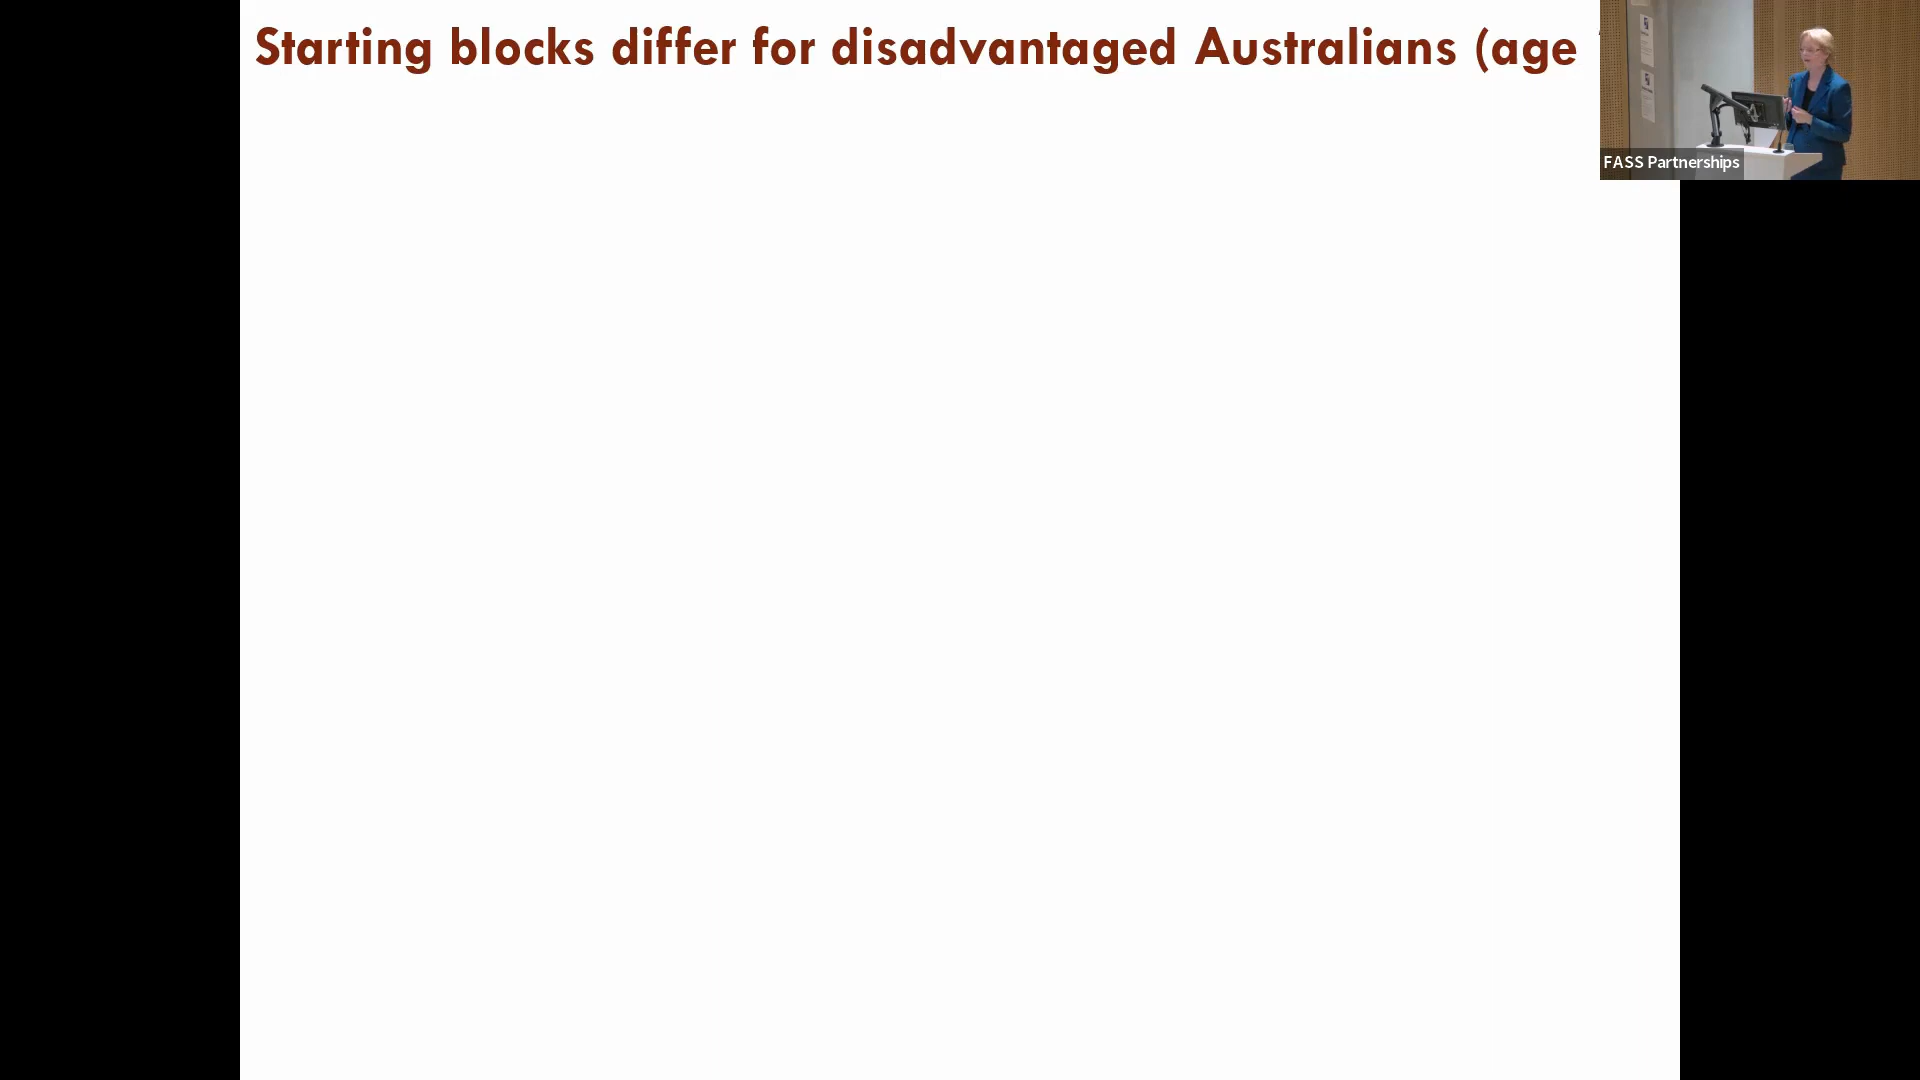 Starting blocks differ for disadvantaged Australians (age
FASS Partnerships